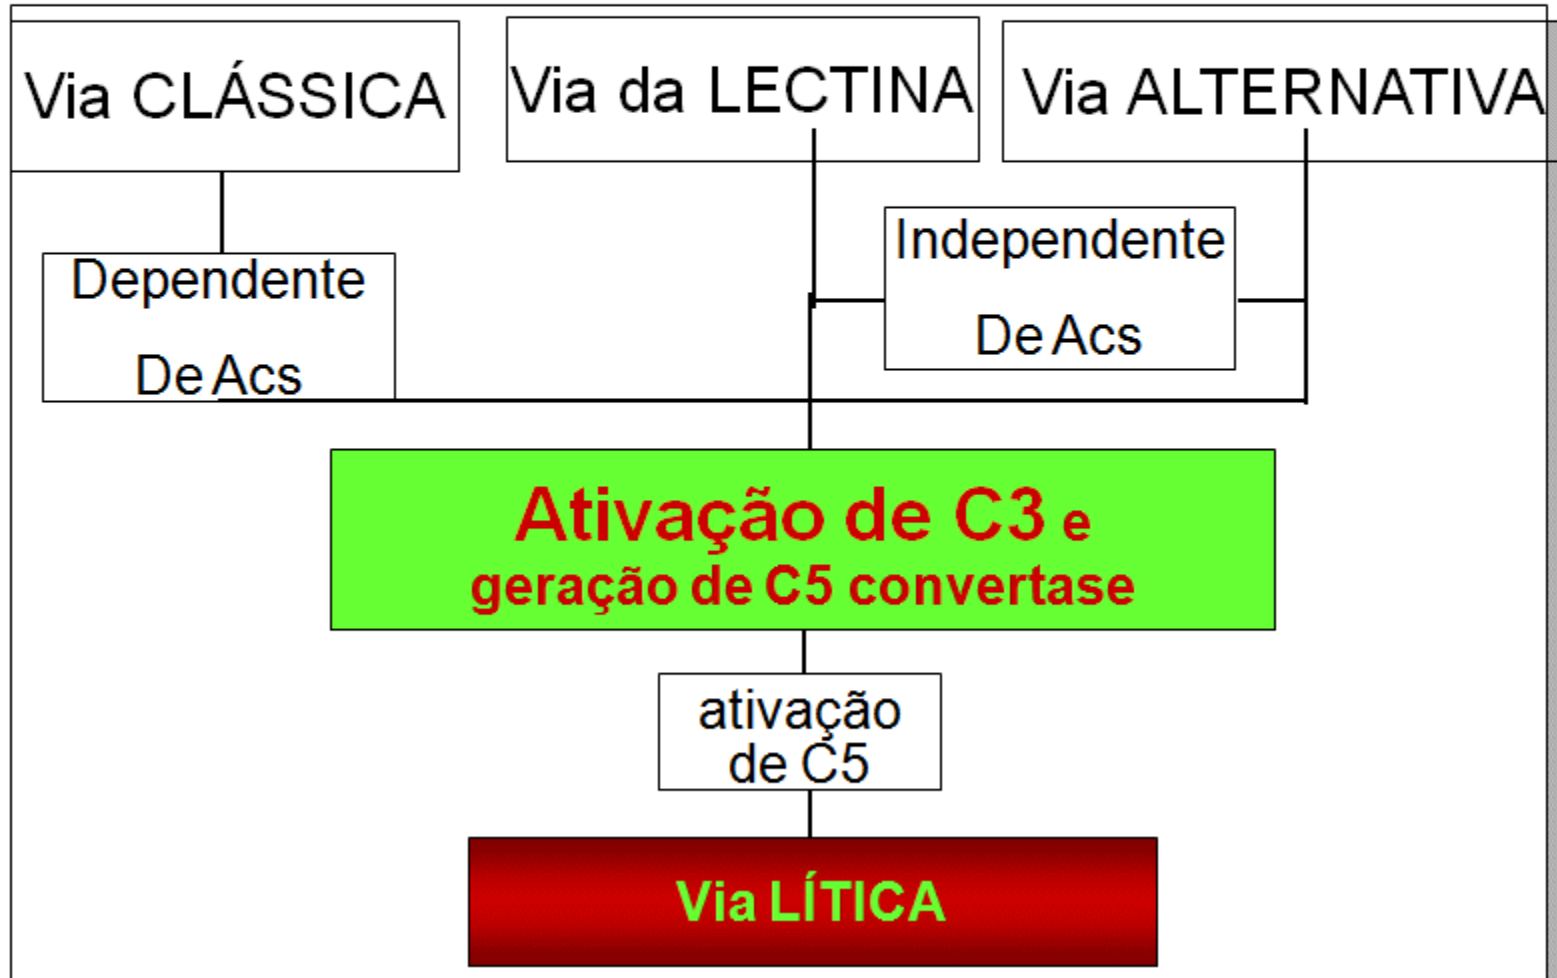 Via CLÁSSICA
Via da LECTINA
Via ALTERNATIVA
Dependente
De Acs
Independente
De Acs
Ativação de C3 e
geração de C5 convertase
ativação
de C5
Via LÍTICA